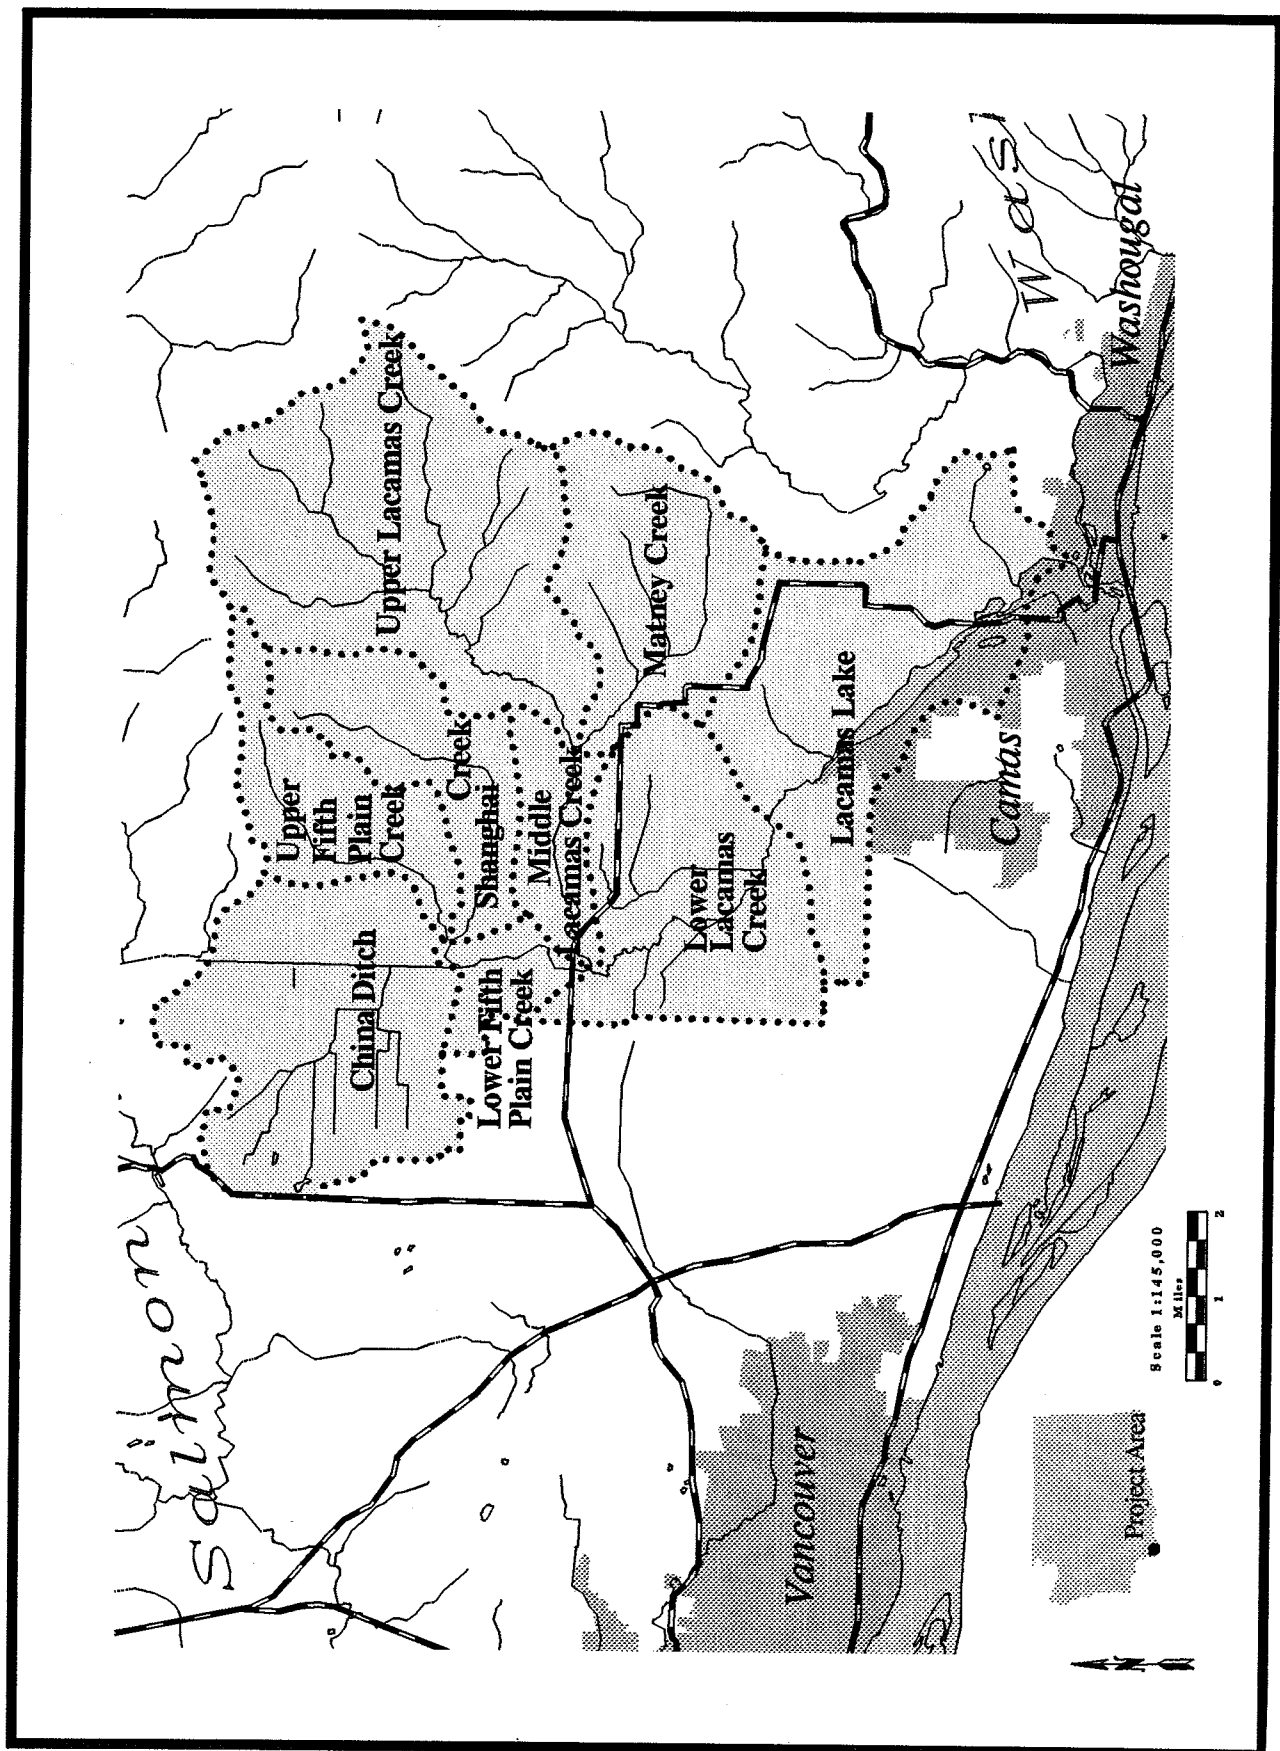 Salmon
Upper Lacamas Creek
Upper
Fifth
Plain
Creek
China Ditch
Creek
Shanghai
Middle
Lacamas Creek
Lower Fifth
Plain Creek
Matney Creek
Lower
Lacamas
Creek
Lacamas Lake
Camas
Washougal
Was
Vancouver
Project Area
Scale 1:145,000
Miles
0 1 2
N